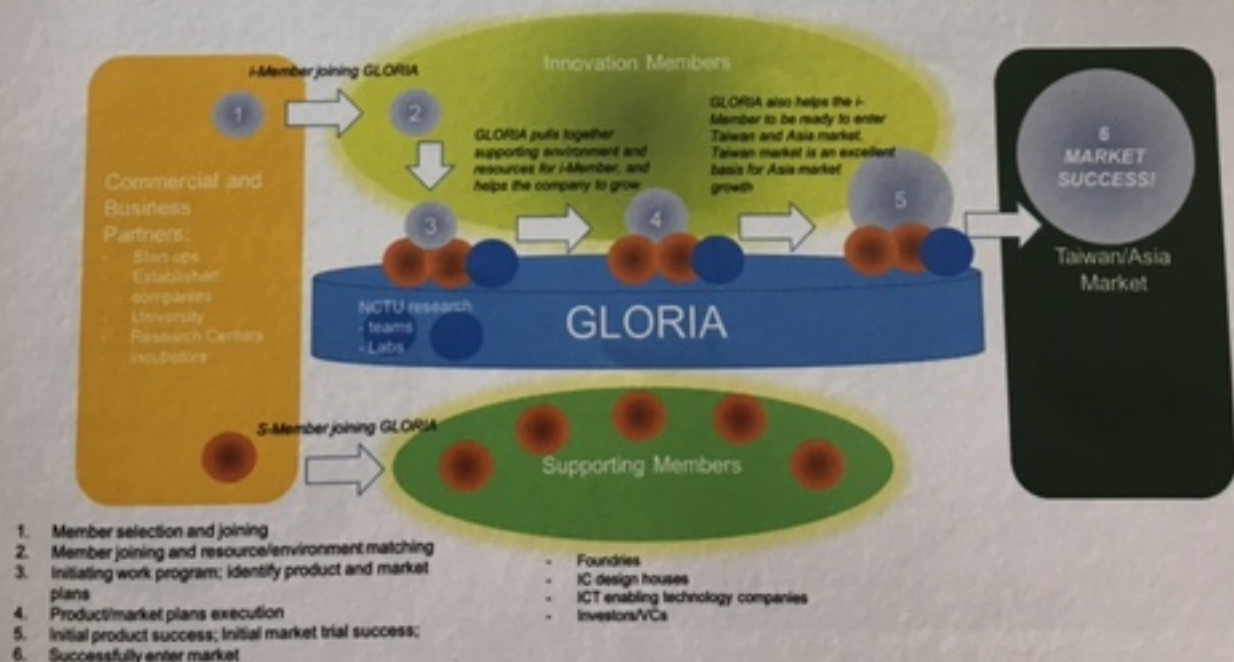 i-Member joining GLORIA
Innovation Members
1
2
GLORIA pulls together
supporting environment and
resources for i-Member, and
helps the company to grow
GLORIA also helps the i-
Member to be ready to enter
Taiwan and Asia market.
Taiwan market is an excellent
basis for Asia market
growth
6
MARKET
SUCCESS!
Commercial and
Business
Partners:
- Start-ups
- Established
companies
- University
- Research Centers
incubators
3
4
5
Taiwan/Asia
Market
NCTU research
- teams
- Labs
GLORIA
S-Member joining GLORIA
Supporting Members
1. Member selection and joining
2. Member joining and resource/environment matching
3. Initiating work program; identify product and market
plans
4. Product/market plans execution
5. Initial product success; Initial market trial success;
6. Successfully enter market
- Foundries
- IC design houses
- ICT enabling technology companies
- Investors/VCs